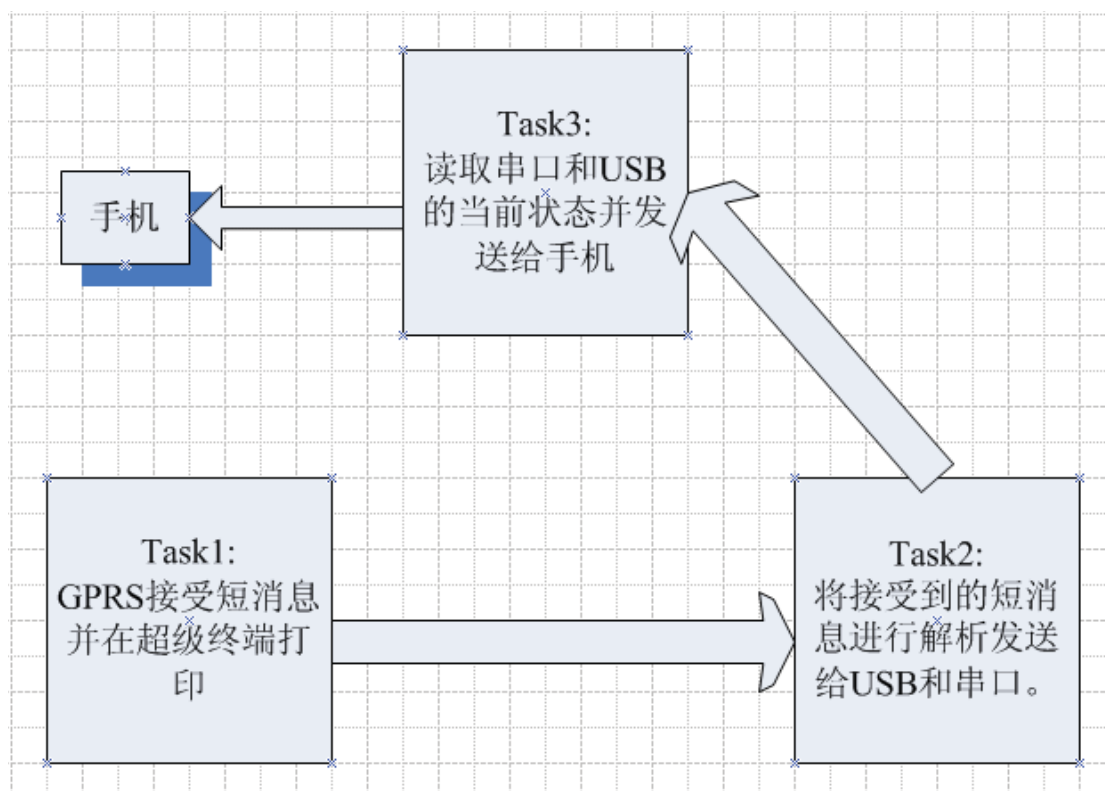 Task3:
读取串口和USB
的当前状态并发
送给手机
手机
Task1:
GPRS接受短消息
并在超级终端打
印
Task2:
将接受到的短消
息进行解析发送
给USB和串口。